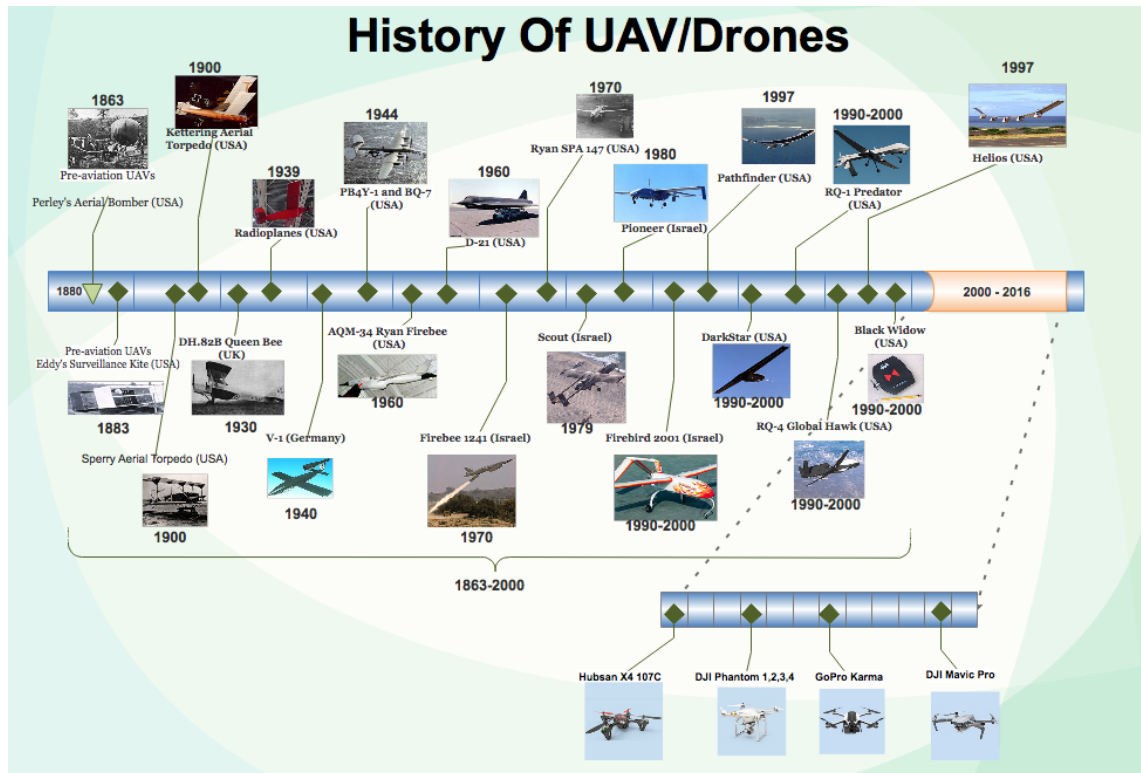 History Of UAV/Drones
1863
Pre-aviation UAVs
Perley's Aerial/Bomber (USA)
1900
Kettering Aerial
Torpedo (USA)
1939
Radioplanes (USA)
1944
PB4Y-1 and BQ-7
(USA)
1960
D-21 (USA)
1970
Ryan SPA 147 (USA)
1980
Pioneer (Israel)
1997
Pathfinder (USA)
1990-2000
RQ-1 Predator
(USA)
1997
Helios (USA)
1880
2000 - 2016
Pre-aviation UAVs
Eddy's Surveillance Kite (USA)
1883
Sperry Aerial Torpedo (USA)
1900
DH.82B Queen Bee
(UK)
1930
V-1 (Germany)
1940
AQM-34 Ryan Firebee
(USA)
1960
Firebee 1241 (Israel)
1970
Scout (Israel)
1979
Firebird 2001 (Israel)
1990-2000
DarkStar (USA)
1990-2000
RQ-4 Global Hawk (USA)
1990-2000
Black Widow
(USA)
1990-2000
1863-2000
Hubsan X4 107C
DJI Phantom 1,2,3,4
GoPro Karma
DJI Mavic Pro